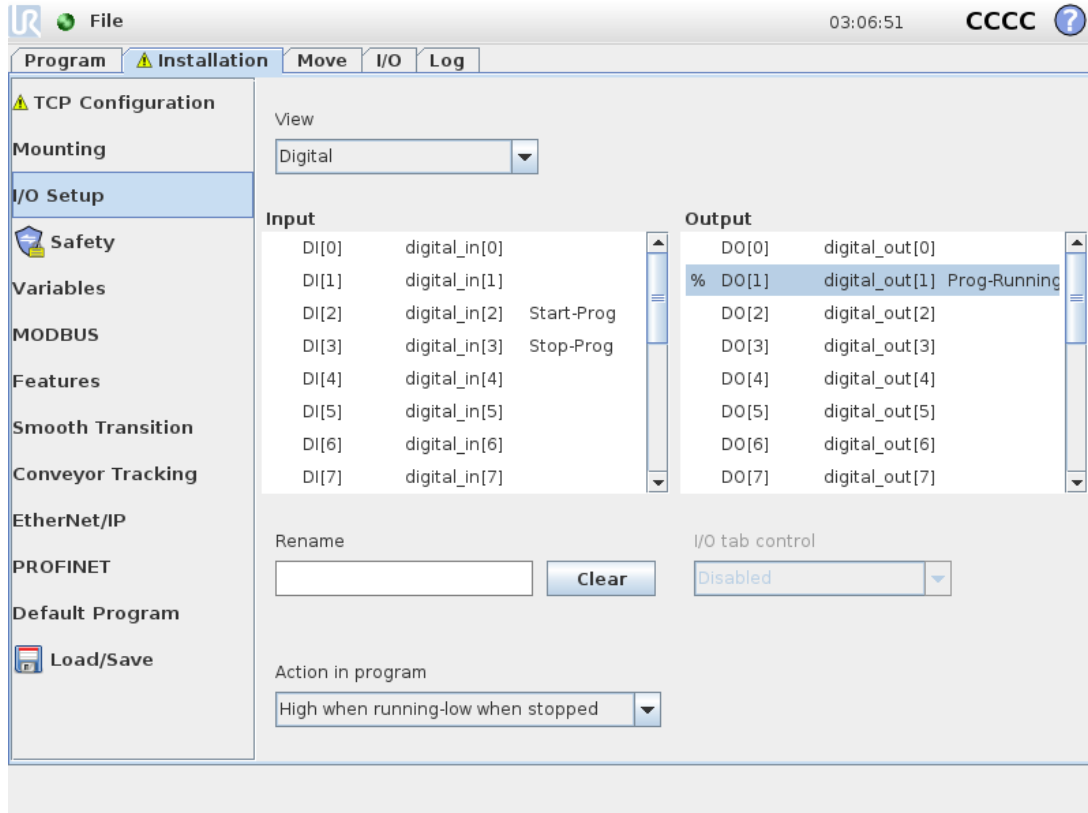 UR File 03:06:51 CCCC ?
Program Installation Move I/O Log
TCP Configuration
Mounting
I/O Setup
Safety
Variables
MODBUS
Features
Smooth Transition
Conveyor Tracking
EtherNet/IP
PROFINET
Default Program
Load/Save
View
Digital
Input
DI[0] digital_in[0]
DI[1] digital_in[1]
DI[2] digital_in[2] Start-Prog
DI[3] digital_in[3] Stop-Prog
DI[4] digital_in[4]
DI[5] digital_in[5]
DI[6] digital_in[6]
DI[7] digital_in[7]
Output
DO[0] digital_out[0]
% DO[1] digital_out[1] Prog-Running
DO[2] digital_out[2]
DO[3] digital_out[3]
DO[4] digital_out[4]
DO[5] digital_out[5]
DO[6] digital_out[6]
DO[7] digital_out[7]
Rename
Clear
I/O tab control
Disabled
Action in program
High when running-low when stopped